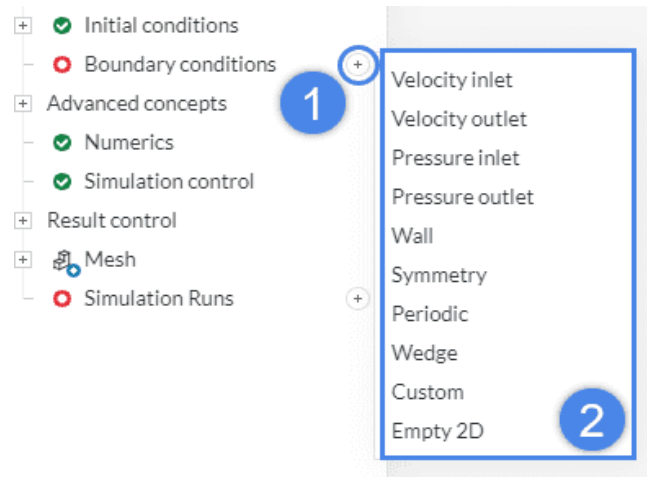 Initial conditions
Boundary conditions
1
Advanced concepts
Numerics
Simulation control
Result control
Mesh
Simulation Runs
Velocity inlet
Velocity outlet
Pressure inlet
Pressure outlet
Wall
Symmetry
Periodic
Wedge
Custom
Empty 2D
2